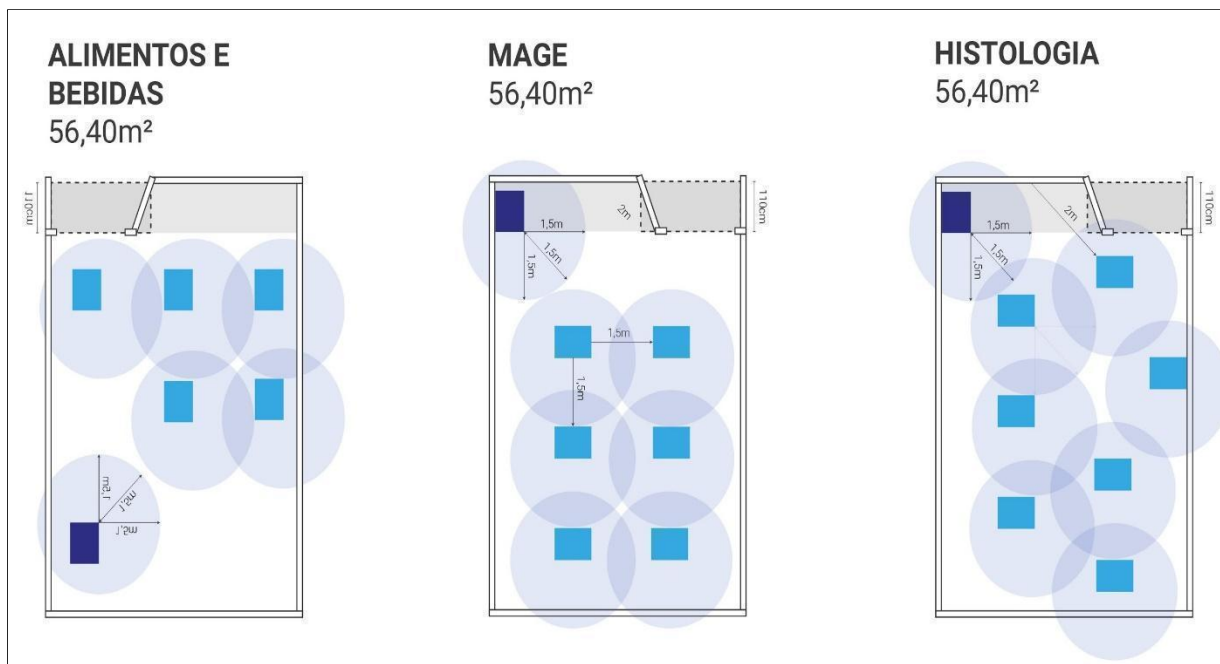 ALIMENTOS E
BEBIDAS
56,40m²
110cm
1,5m
1,5m
1,5m
MAGE
56,40m²
110cm
2m
1,5m
1,5m
1,5m
1,5m
1,5m
HISTOLOGIA
56,40m²
110cm
2m
1,5m
1,5m
1,5m